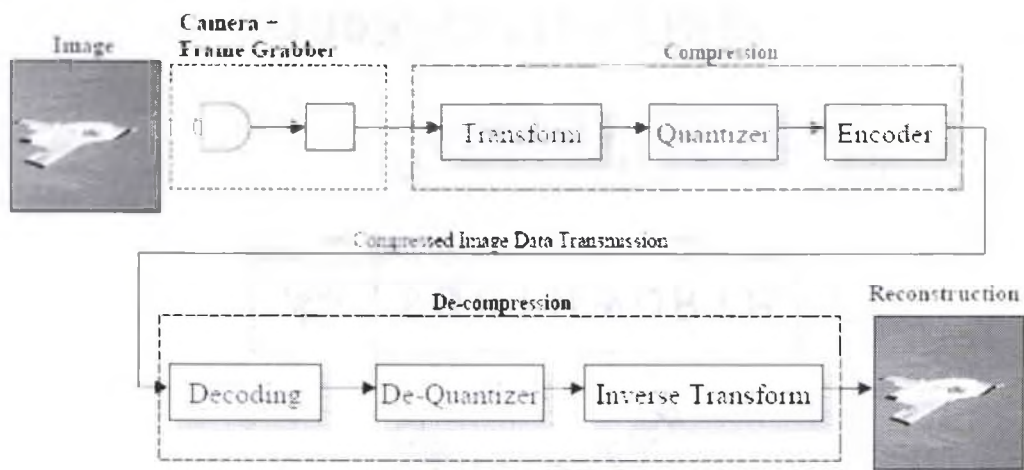 Image
Camera –
Frame Grabber
Compression
Transform
Quantizer
Encoder
Compressed Image Data Transmission
De-compression
Reconstruction
Decoding
De-Quantizer
Inverse Transform